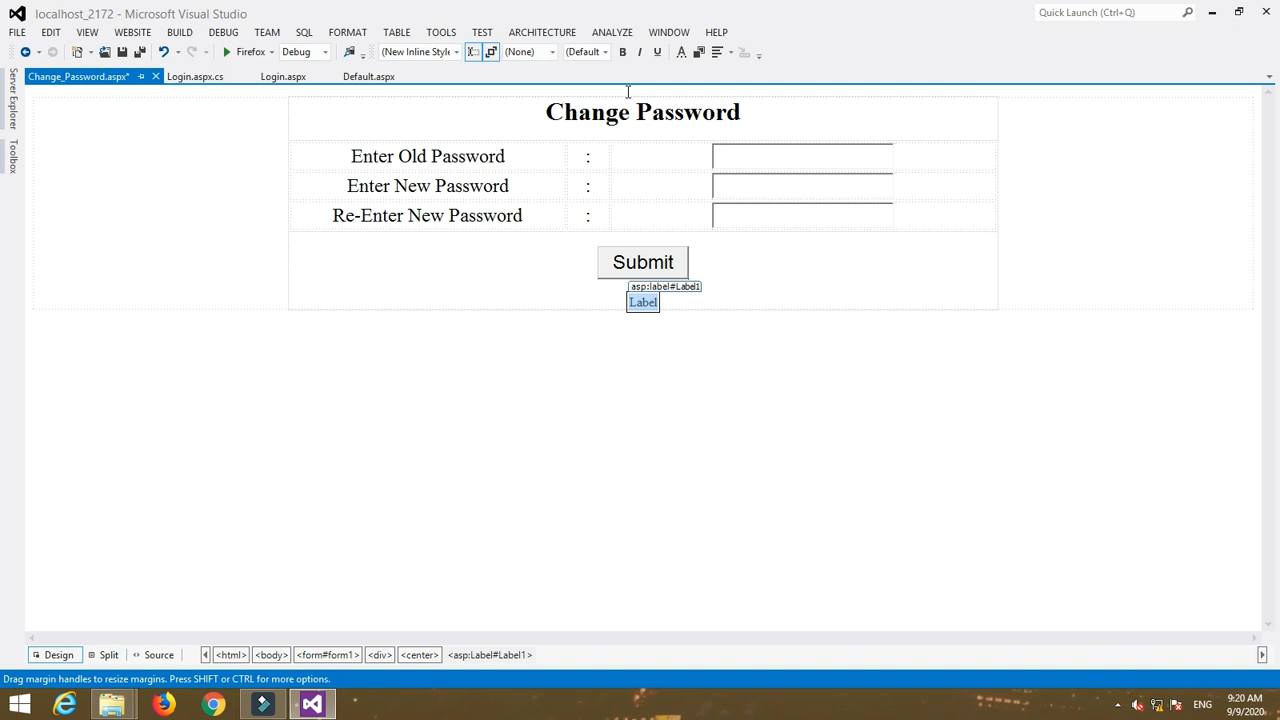 localhost_2172 - Microsoft Visual Studio
Quick Launch (Ctrl+Q)
FILE EDIT VIEW WEBSITE BUILD DEBUG TEAM SQL FORMAT TABLE TOOLS TEST ARCHITECTURE ANALYZE WINDOW HELP
Firefox Debug (New Inline Style (None) (Default B I U A
Change_Password.aspx* Login.aspx.cs Login.aspx Default.aspx
Server Explorer
Toolbox
Change Password
Enter Old Password :
Enter New Password :
Re-Enter New Password :
Submit
asp:label#Label1
Label
Design Split Source <html> <body> <form#form1> <div> <center> <asp:Label#Label1>
Drag margin handles to resize margins. Press SHIFT or CTRL for more options.
ENG
9:20 AM
9/9/2020